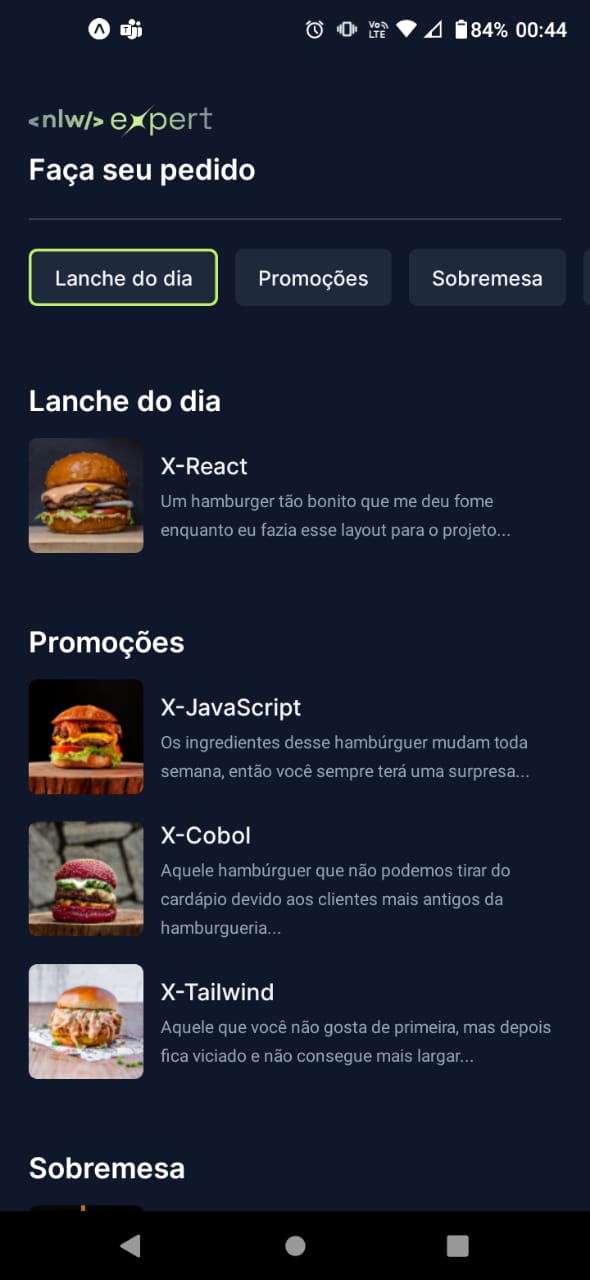 Vo))
LTE
84% 00:44
<nlw/> expert
Faça seu pedido
Lanche do dia Promoções Sobremesa
Lanche do dia
X-React
Um hamburger tão bonito que me deu fome
enquanto eu fazia esse layout para o projeto...
Promoções
X-JavaScript
Os ingredientes desse hambúrguer mudam toda
semana, então você sempre terá uma surpresa...
X-Cobol
Aquele hambúrguer que não podemos tirar do
cardápio devido aos clientes mais antigos da
hamburgueria...
X-Tailwind
Aquele que você não gosta de primeira, mas depois
fica viciado e não consegue mais largar...
Sobremesa